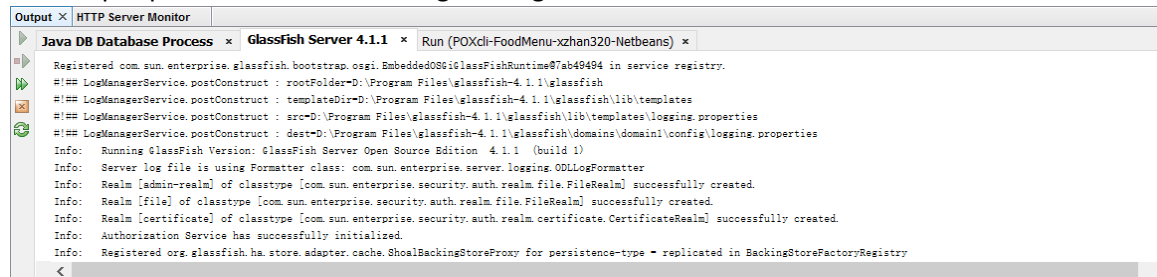 Output × HTTP Server Monitor
Java DB Database Process × GlassFish Server 4.1.1 × Run (POXcli-FoodMenu-xzhan320-Netbeans) ×
Registered com.sun.enterprise.glassfish.bootstrap.osgi.EmbeddedOSGiGlassFishRuntime@7ab49494 in service registry.
#!## LogManagerService.postConstruct : rootFolder=D:\Program Files\glassfish-4.1.1\glassfish
#!## LogManagerService.postConstruct : templateDir=D:\Program Files\glassfish-4.1.1\glassfish\lib\templates
#!## LogManagerService.postConstruct : src=D:\Program Files\glassfish-4.1.1\glassfish\lib\templates\logging.properties
#!## LogManagerService.postConstruct : dest=D:\Program Files\glassfish-4.1.1\glassfish\domains\domain1\config\logging.properties
Info: Running GlassFish Version: GlassFish Server Open Source Edition 4.1.1 (build 1)
Info: Server log file is using Formatter class: com.sun.enterprise.server.logging.ODLLogFormatter
Info: Realm [admin-realm] of classtype [com.sun.enterprise.security.auth.realm.file.FileRealm] successfully created.
Info: Realm [file] of classtype [com.sun.enterprise.security.auth.realm.file.FileRealm] successfully created.
Info: Realm [certificate] of classtype [com.sun.enterprise.security.auth.realm.certificate.CertificateRealm] successfully created.
Info: Authorization Service has successfully initialized.
Info: Registered org.glassfish.ha.store.adapter.cache.ShoalBackingStoreProxy for persistence-type = replicated in BackingStoreFactoryRegistry